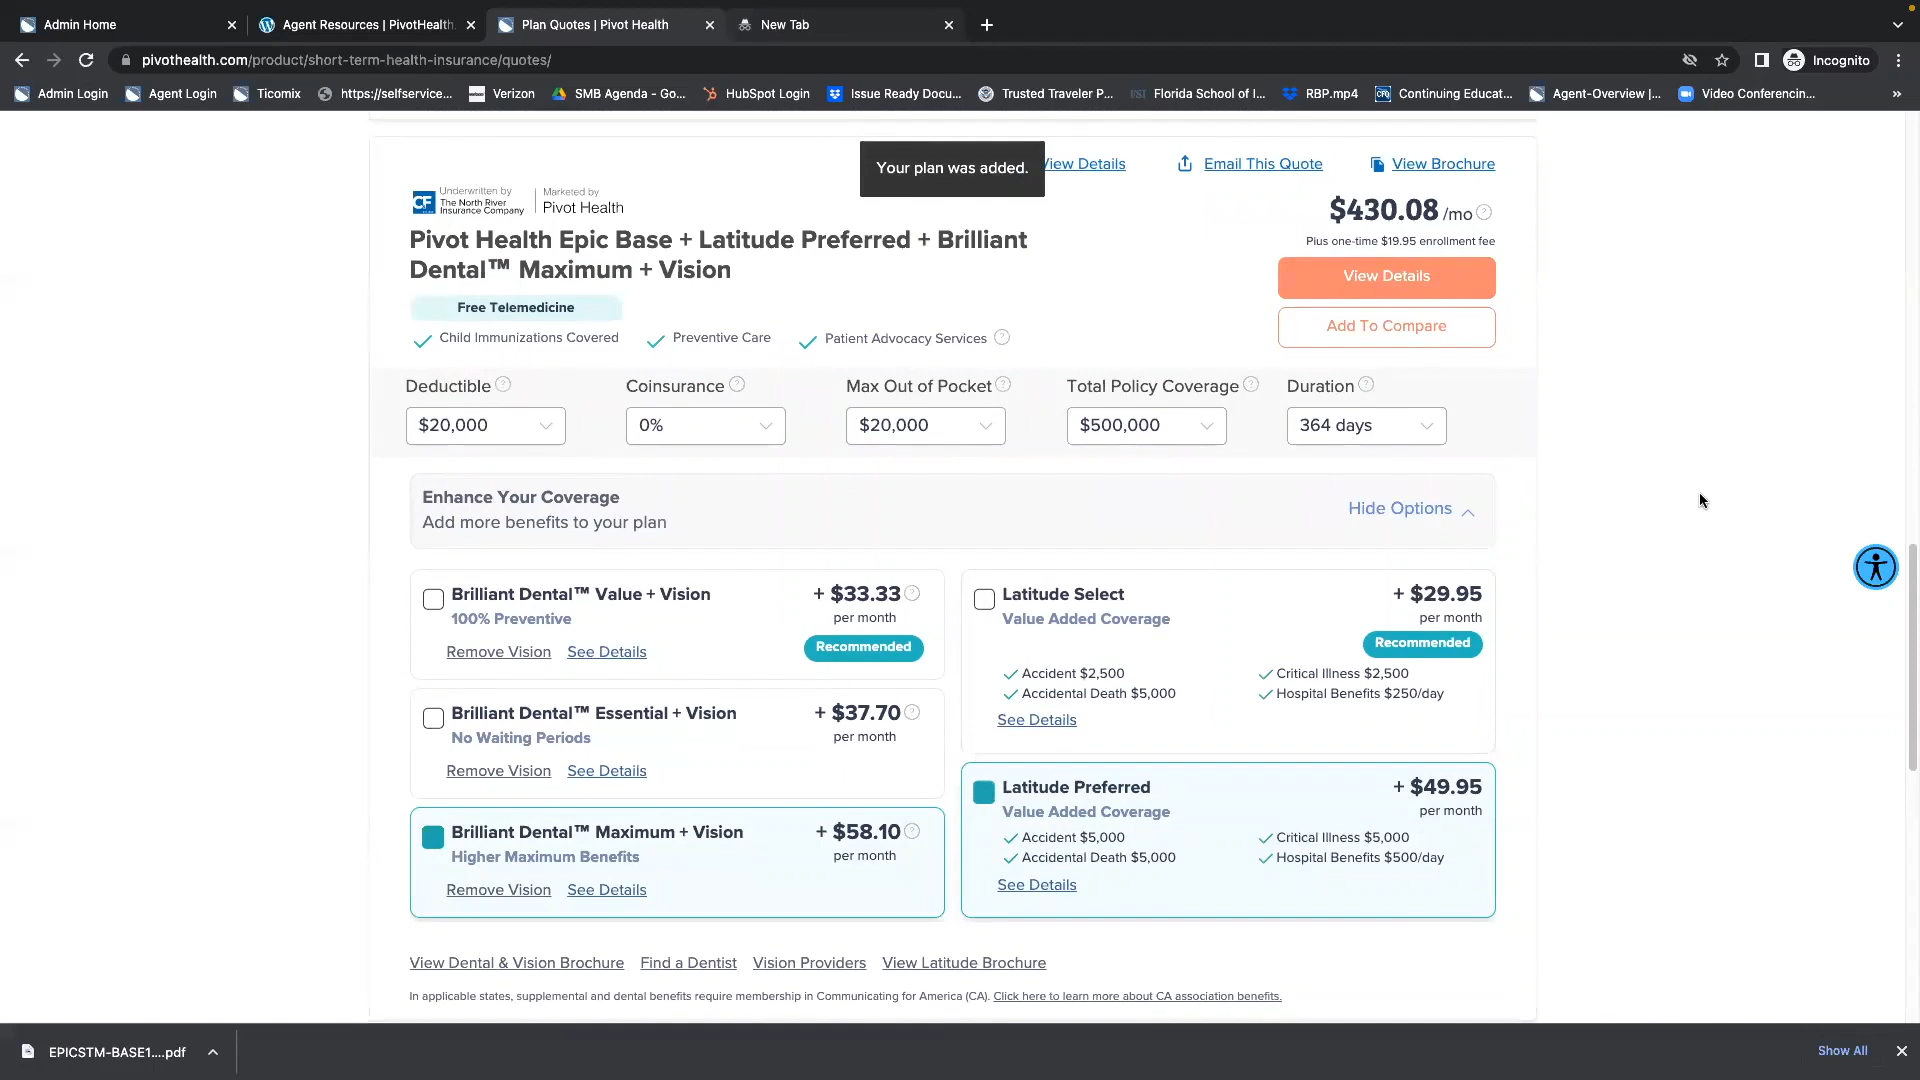 Admin Home
Agent Resources | PivotHealth.
Plan Quotes | Pivot Health
New Tab
pivothealth.com/product/short-term-health-insurance/quotes/
Incognito
Admin Login
Agent Login
Ticomix
https://selfservice...
Verizon
SMB Agenda - Go...
HubSpot Login
Issue Ready Docu...
Trusted Traveler P...
Florida School of I...
RBP.mp4
Continuing Educat...
Agent-Overview |...
Video Conferencin...
»
Your plan was added.
View Details
Email This Quote
View Brochure
CF
Underwritten by
The North River
Insurance Company
Marketed by
Pivot Health
$430.08 /mo
Plus one-time $19.95 enrollment fee
Pivot Health Epic Base + Latitude Preferred + Brilliant
Dental™ Maximum + Vision
View Details
Free Telemedicine
Add To Compare
Child Immunizations Covered
Preventive Care
Patient Advocacy Services
Deductible
Coinsurance
Max Out of Pocket
Total Policy Coverage
Duration
$20,000
0%
$20,000
$500,000
364 days
Enhance Your Coverage
Add more benefits to your plan
Hide Options
Brilliant Dental™ Value + Vision
+ $33.33
100% Preventive
per month
Remove Vision
See Details
Recommended
Latitude Select
+ $29.95
Value Added Coverage
per month
Recommended
Accident $2,500
Critical Illness $2,500
Accidental Death $5,000
Hospital Benefits $250/day
See Details
Brilliant Dental™ Essential + Vision
+ $37.70
No Waiting Periods
per month
Remove Vision
See Details
Latitude Preferred
+ $49.95
Value Added Coverage
per month
Accident $5,000
Critical Illness $5,000
Accidental Death $5,000
Hospital Benefits $500/day
See Details
Brilliant Dental™ Maximum + Vision
+ $58.10
Higher Maximum Benefits
per month
Remove Vision
See Details
View Dental & Vision Brochure
Find a Dentist
Vision Providers
View Latitude Brochure
In applicable states, supplemental and dental benefits require membership in Communicating for America (CA). Click here to learn more about CA association benefits.
EPICSTM-BASE1....pdf
Show All